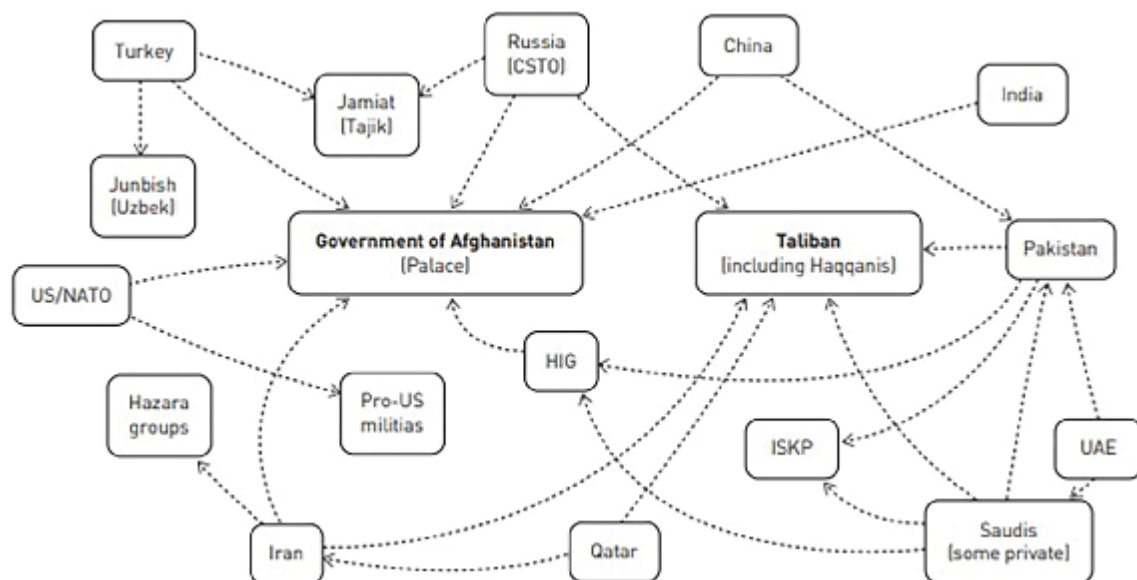 Turkey
Russia
(CSTO)
China
India
Jamiat
(Tajik)
Junbish
(Uzbek)
Government of Afghanistan
(Palace)
Taliban
(including Haqqanis)
Pakistan
US/NATO
HIG
Hazara
groups
Pro-US
militias
ISKP
UAE
Iran
Qatar
Saudis
(some private)